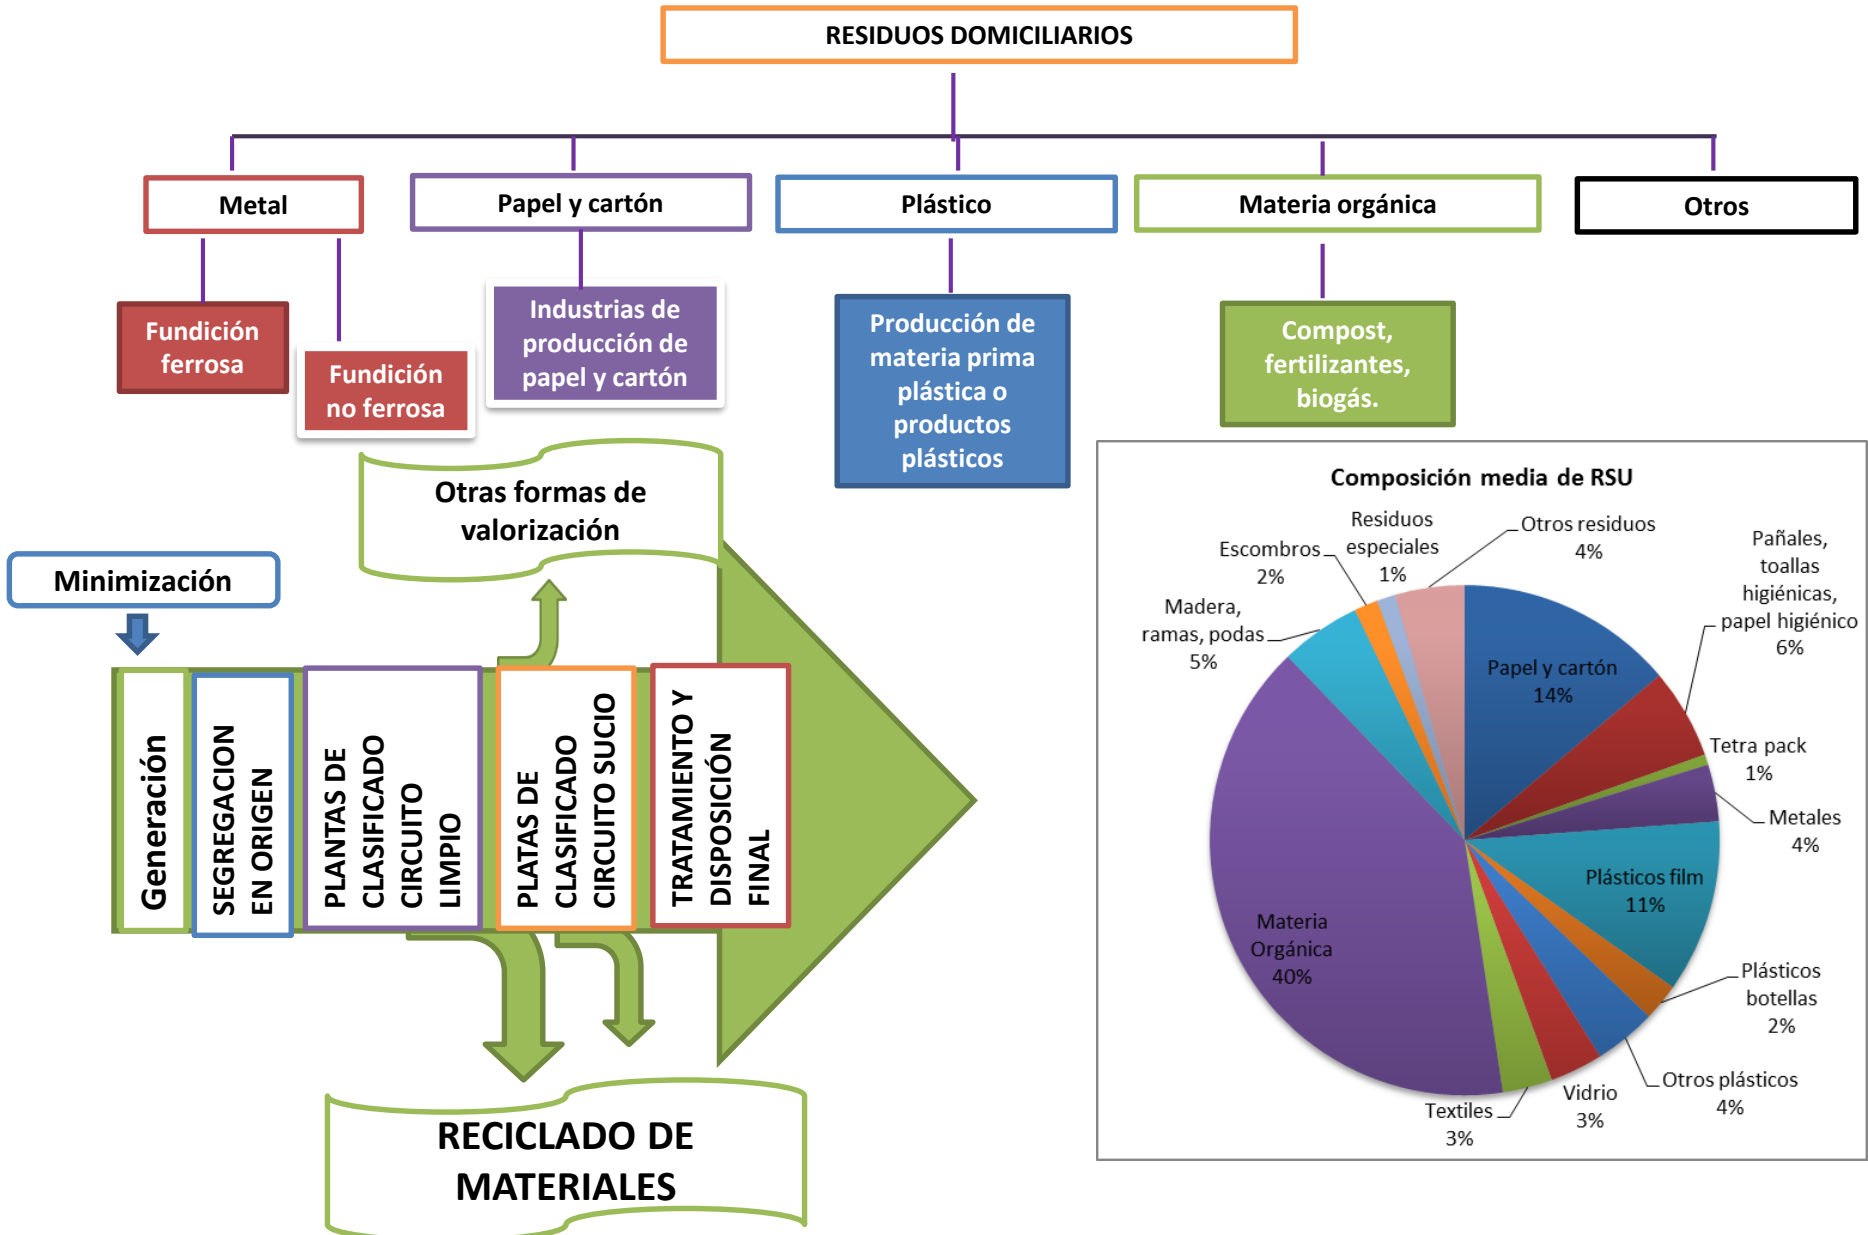 RESIDUOS DOMICILIARIOS
Metal
Papel y cartón
Plástico
Materia orgánica
Otros
Fundición
ferrosa
Fundición
no ferrosa
Industrias de
producción de
papel y cartón
Producción de
materia prima
plástica o
productos
plásticos
Compost,
fertilizantes,
biogás.
Otras formas de
valorización
Minimización
Generación
SEGREGACION
EN ORIGEN
PLANTAS DE
CLASIFICADO
CIRCUITO
LIMPIO
PLATAS DE
CLASIFICADO
CIRCUITO SUCIO
TRATAMIENTO Y
DISPOSICIÓN
FINAL
RECICLADO DE
MATERIALES
Composición media de RSU
Papel y cartón
14%
Pañales,
toallas
higiénicas,
papel higiénico
6%
Tetra pack
1%
Metales
4%
Plásticos film
11%
Plásticos
botellas
2%
Otros plásticos
4%
Vidrio
3%
Textiles
3%
Materia
Orgánica
40%
Madera,
ramas, podas
5%
Escombros
2%
Residuos
especiales
1%
Otros residuos
4%